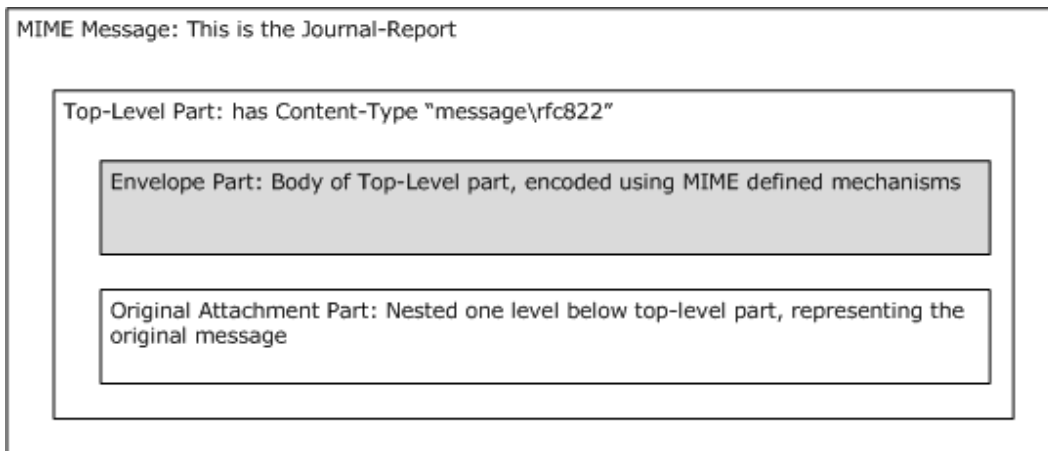 MIME Message: This is the Journal-Report
Top-Level Part: has Content-Type “message\rfc822”
Envelope Part: Body of Top-Level part, encoded using MIME defined mechanisms
Original Attachment Part: Nested one level below top-level part, representing the
original message